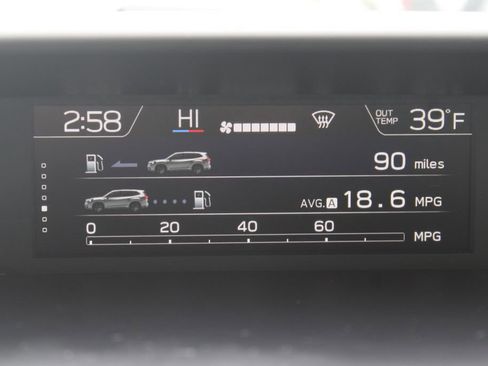 2:58 HI OUT TEMP 39°F
90 miles
AVG. A 18.6 MPG
0 20 40 60 MPG